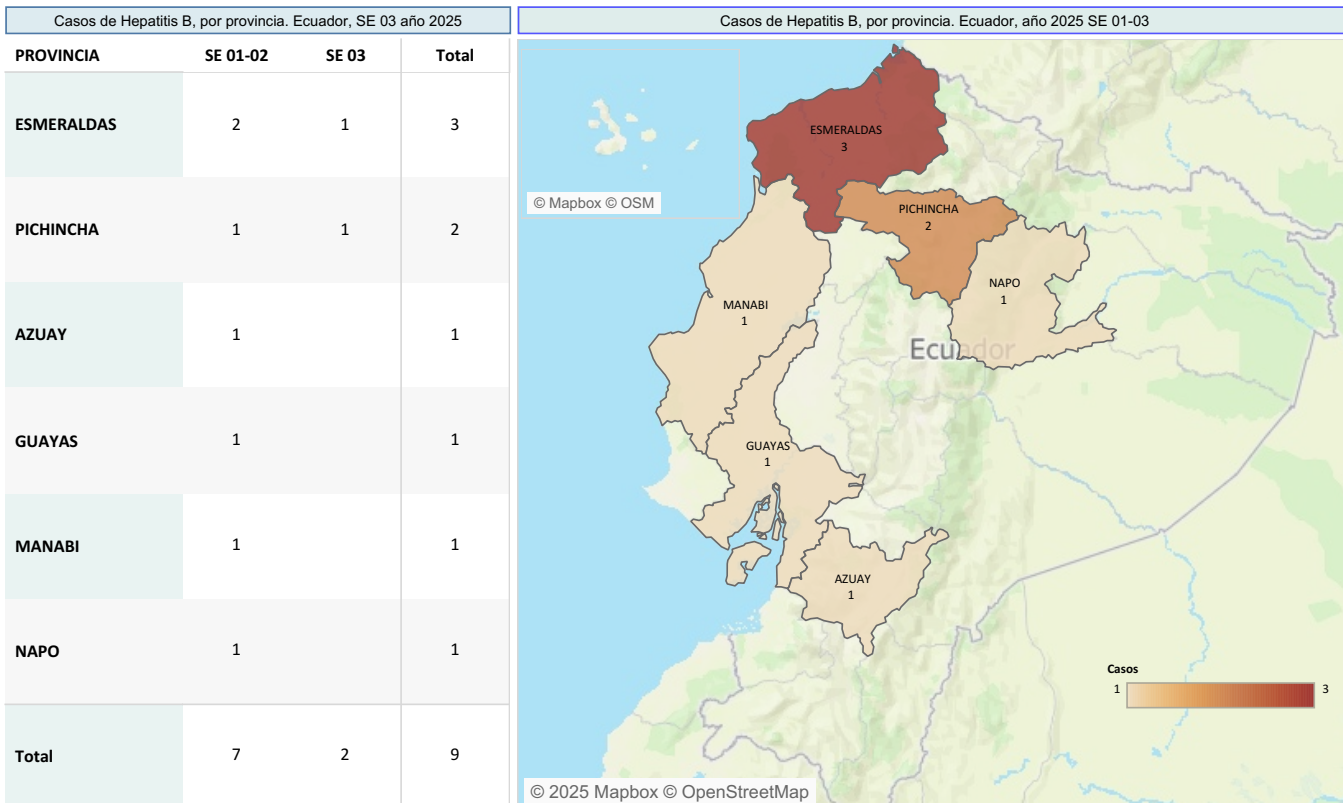 Casos de Hepatitis B, por provincia. Ecuador, SE 03 año 2025
PROVINCIA SE 01-02 SE 03 Total
ESMERALDAS 2 1 3
PICHINCHA 1 1 2
AZUAY 1 1
GUAYAS 1 1
MANABI 1 1
NAPO 1 1
Total 7 2 9
Casos de Hepatitis B, por provincia. Ecuador, año 2025 SE 01-03
ESMERALDAS
3
© Mapbox © OSM
PICHINCHA
2
NAPO
1
MANABI
1
Ecuador
GUAYAS
1
AZUAY
1
Casos
1 3
© 2025 Mapbox © OpenStreetMap